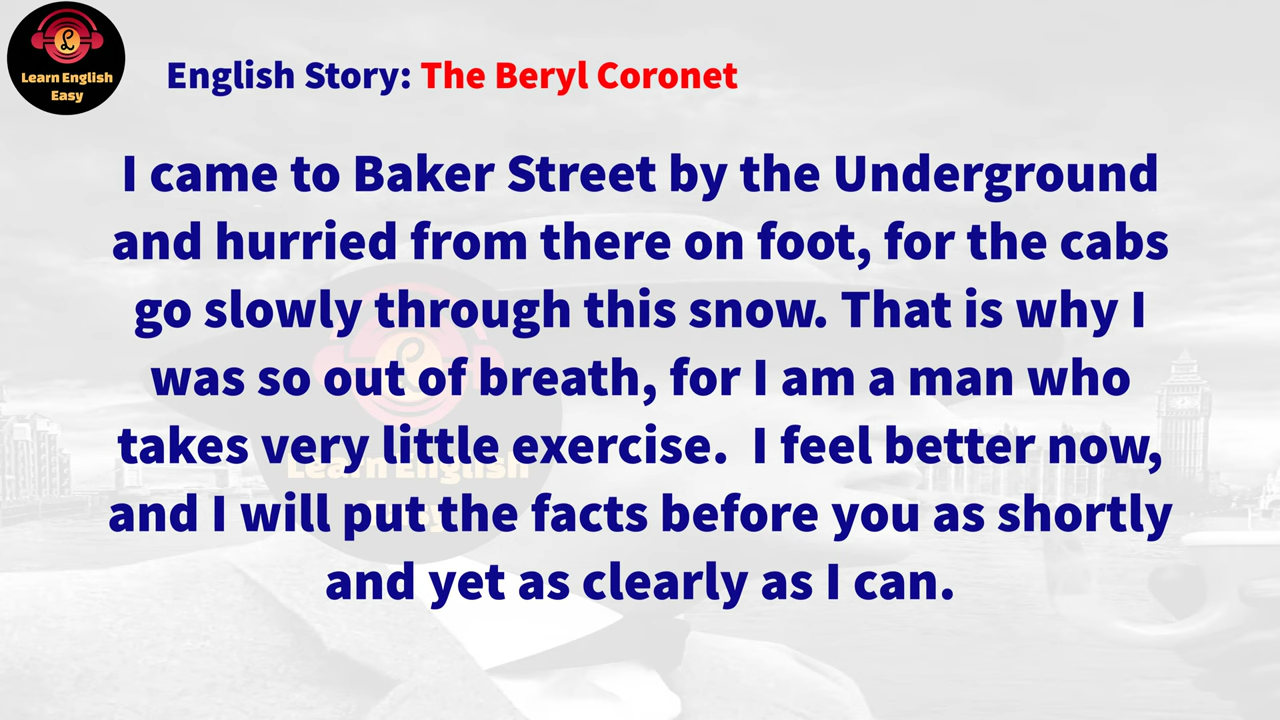 Learn English
Easy
English Story: The Beryl Coronet
I came to Baker Street by the Underground
and hurried from there on foot, for the cabs
go slowly through this snow. That is why I
was so out of breath, for I am a man who
takes very little exercise.  I feel better now,
and I will put the facts before you as shortly
and yet as clearly as I can.
Learn English